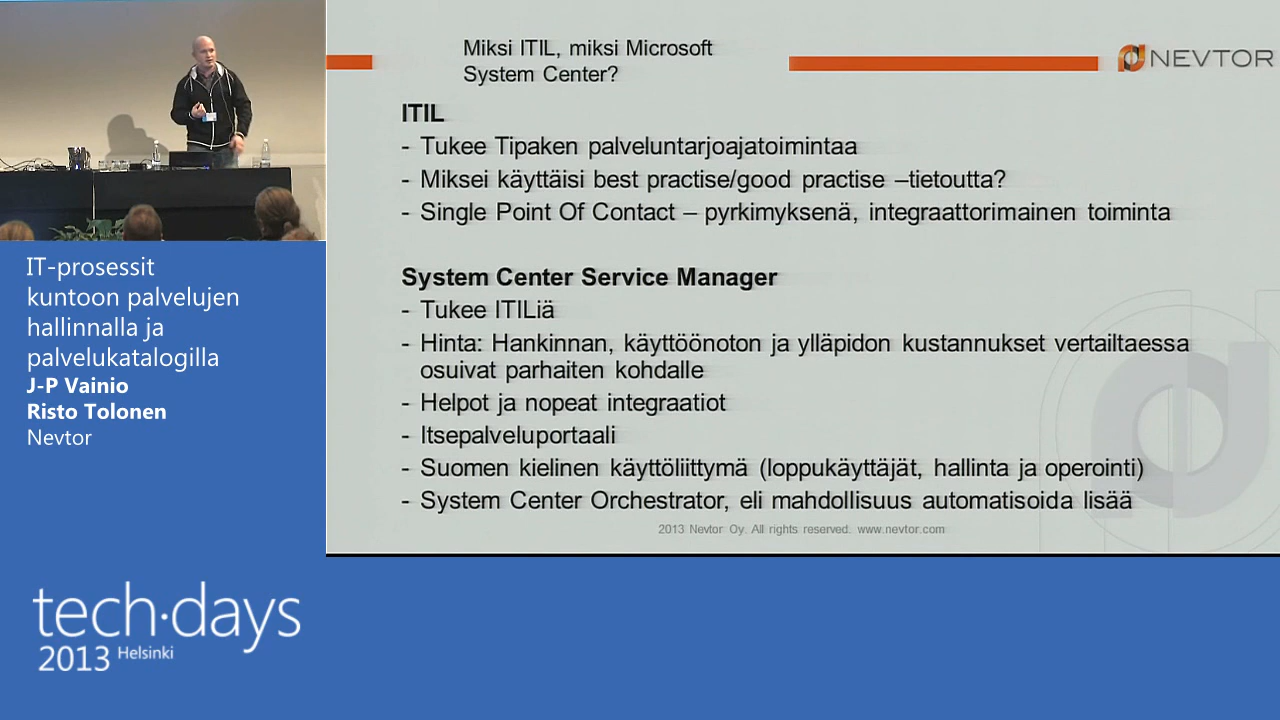 Miksi ITIL, miksi Microsoft
System Center?
NEVTOR
ITIL
- Tukee Tipaken palveluntarjoajatoimintaa
- Miksei käyttäisi best practise/good practise –tietoutta?
- Single Point Of Contact – pyrkimyksenä, integraattorimainen toiminta
System Center Service Manager
- Tukee ITILiä
- Hinta: Hankinnan, käyttöönoton ja ylläpidon kustannukset vertailtaessa
osuivat parhaiten kohdalle
- Helpot ja nopeat integraatiot
- Itsepalveluportaali
- Suomen kielinen käyttöliittymä (loppukäyttäjät, hallinta ja operointi)
- System Center Orchestrator, eli mahdollisuus automatisoida lisää
2013 Nevtor Oy. All rights reserved. www.nevtor.com
IT-prosessit
kuntoon palvelujen
hallinnalla ja
palvelukatalogilla
J-P Vainio
Risto Tolonen
Nevtor
tech·days
2013 Helsinki